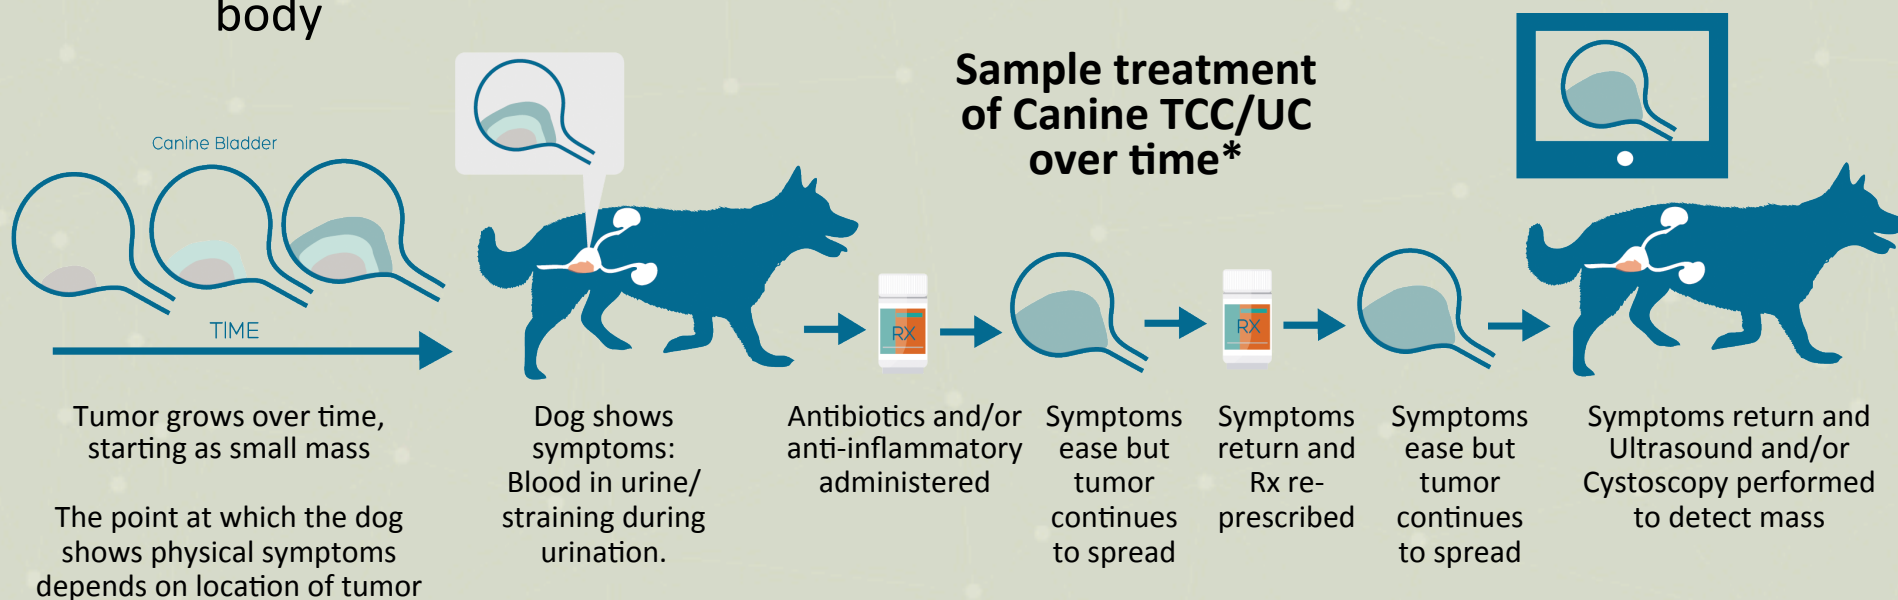 body
Sample treatment
of Canine TCC/UC
over time*
Canine Bladder
TIME
RX
RX
Tumor grows over time,
starting as small mass
The point at which the dog
shows physical symptoms
depends on location of tumor
Dog shows
symptoms:
Blood in urine/
straining during
urination.
Antibiotics and/or
anti-inflammatory
administered
Symptoms
ease but
tumor
continues
to spread
Symptoms
return and
Rx re-
prescribed
Symptoms
ease but
tumor
continues
to spread
Symptoms return and
Ultrasound and/or
Cystoscopy performed
to detect mass